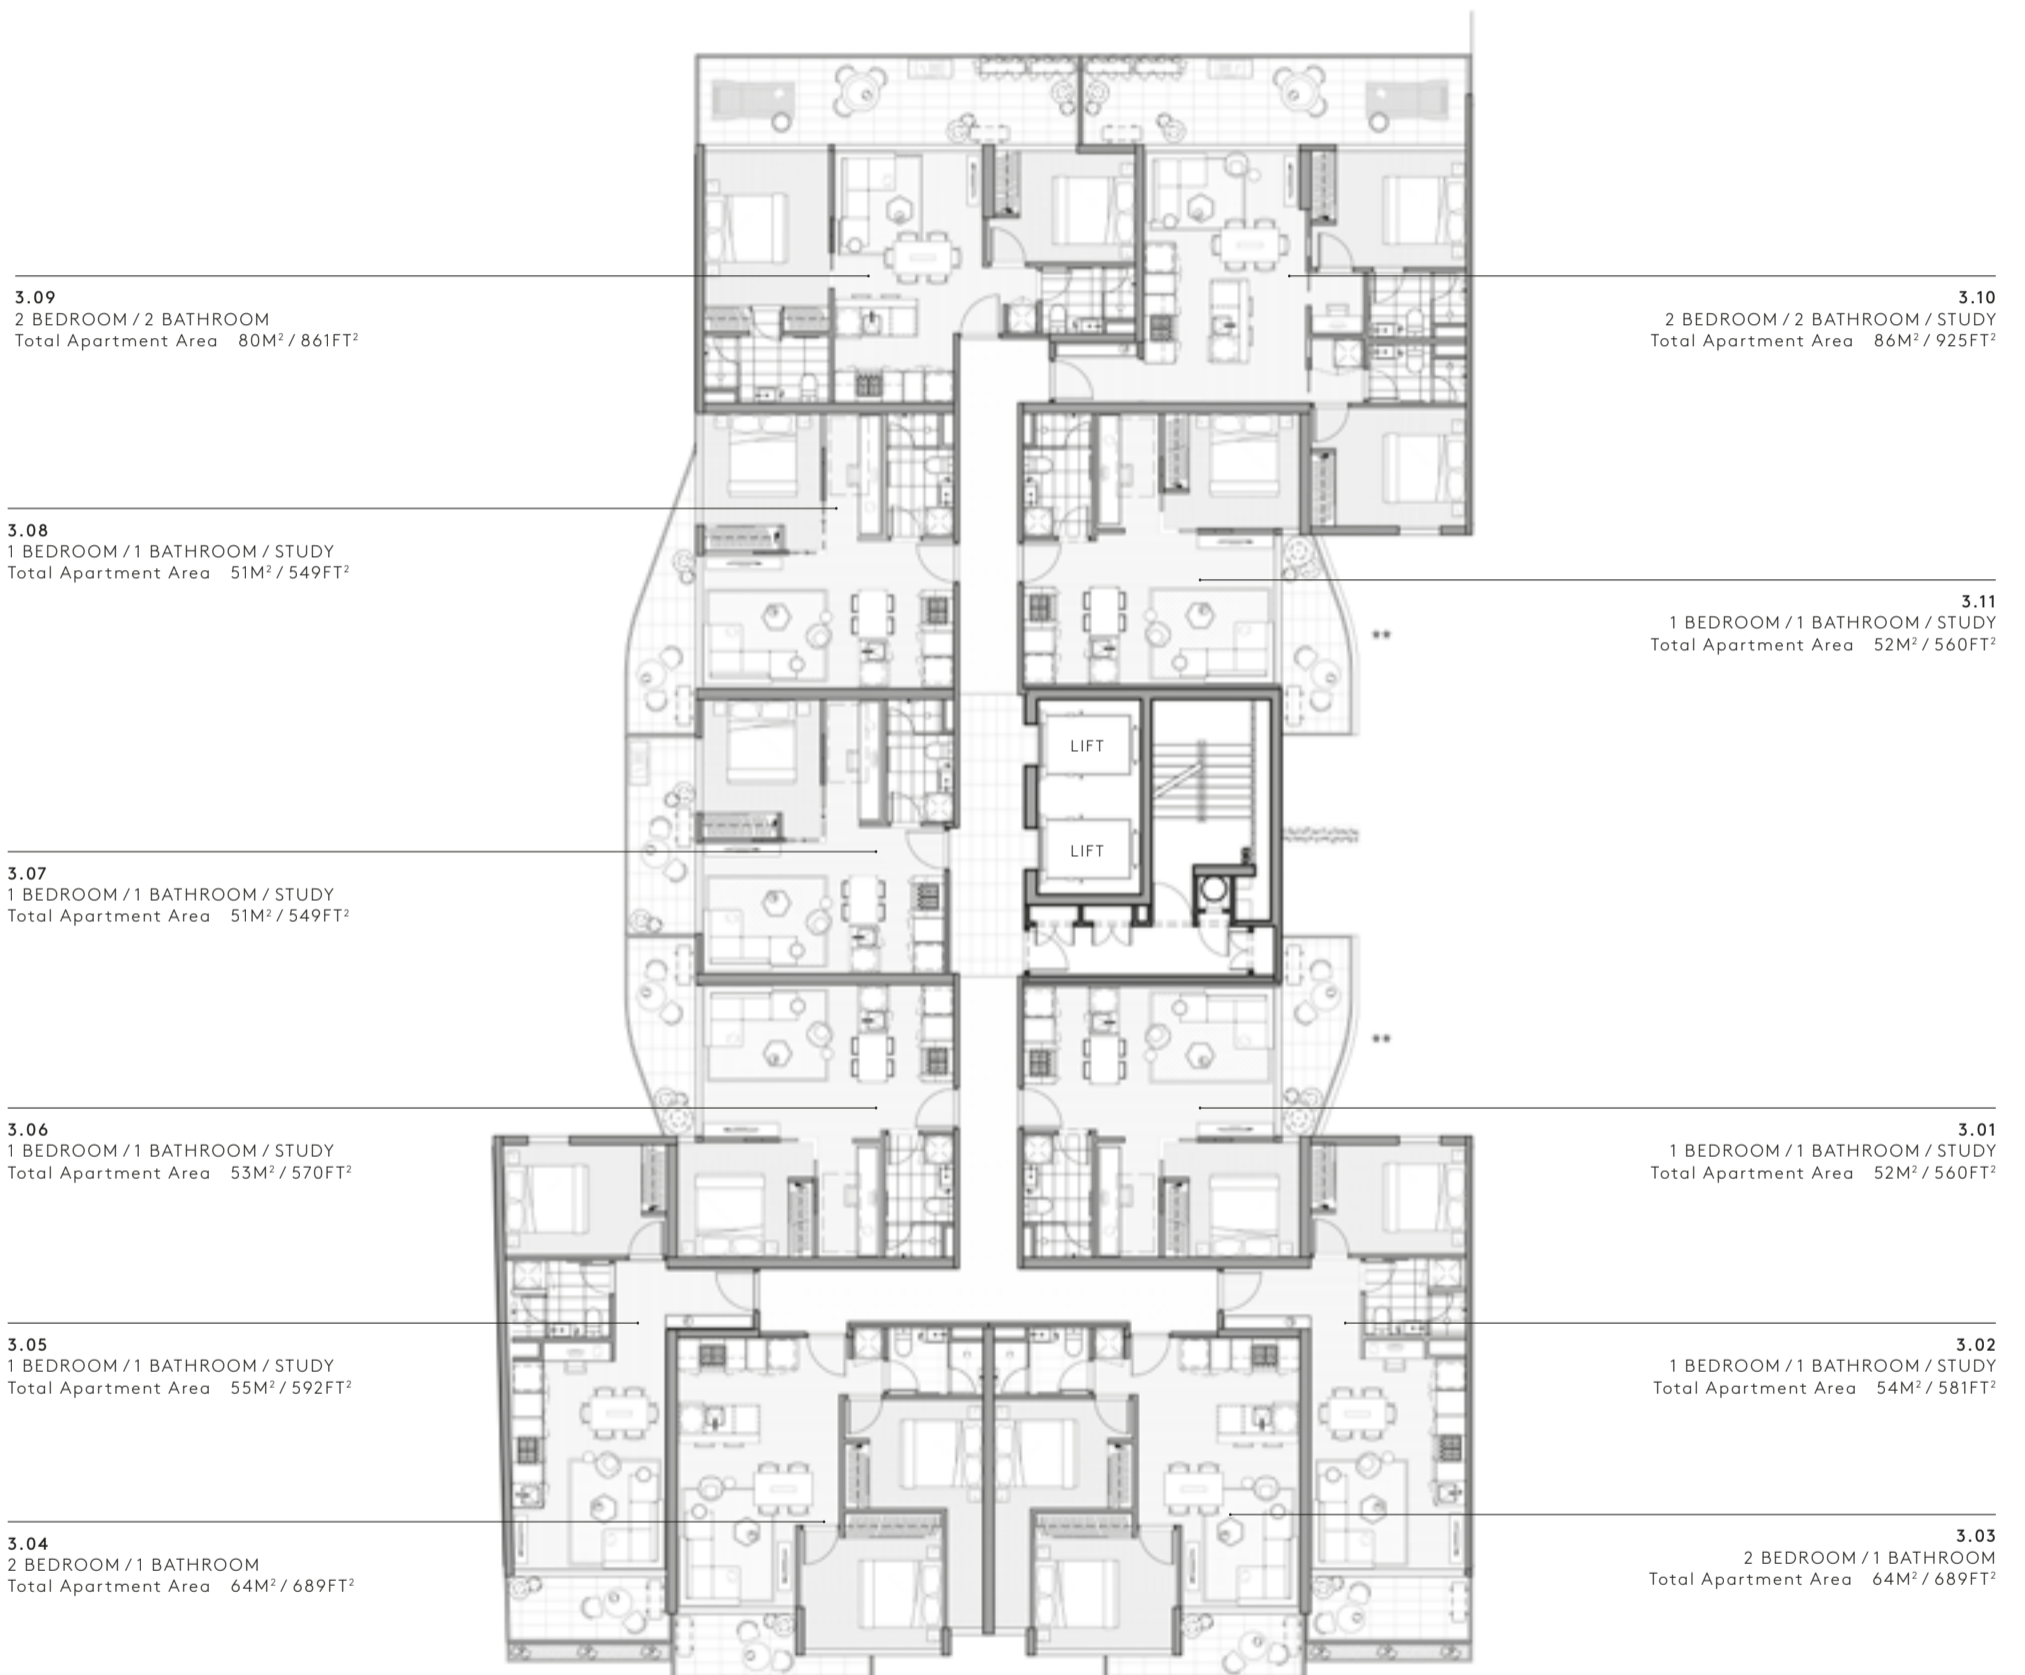 3.09
2 BEDROOM / 2 BATHROOM
Total Apartment Area 80M² / 861FT²
3.10
2 BEDROOM / 2 BATHROOM / STUDY
Total Apartment Area 86M² / 925FT²
3.08
1 BEDROOM / 1 BATHROOM / STUDY
Total Apartment Area 51M² / 549FT²
3.11
1 BEDROOM / 1 BATHROOM / STUDY
Total Apartment Area 52M² / 560FT²
**
LIFT
LIFT
3.07
1 BEDROOM / 1 BATHROOM / STUDY
Total Apartment Area 51M² / 549FT²
**
3.06
1 BEDROOM / 1 BATHROOM / STUDY
Total Apartment Area 53M² / 570FT²
3.01
1 BEDROOM / 1 BATHROOM / STUDY
Total Apartment Area 52M² / 560FT²
3.05
1 BEDROOM / 1 BATHROOM / STUDY
Total Apartment Area 55M² / 592FT²
3.02
1 BEDROOM / 1 BATHROOM / STUDY
Total Apartment Area 54M² / 581FT²
3.04
2 BEDROOM / 1 BATHROOM
Total Apartment Area 64M² / 689FT²
3.03
2 BEDROOM / 1 BATHROOM
Total Apartment Area 64M² / 689FT²